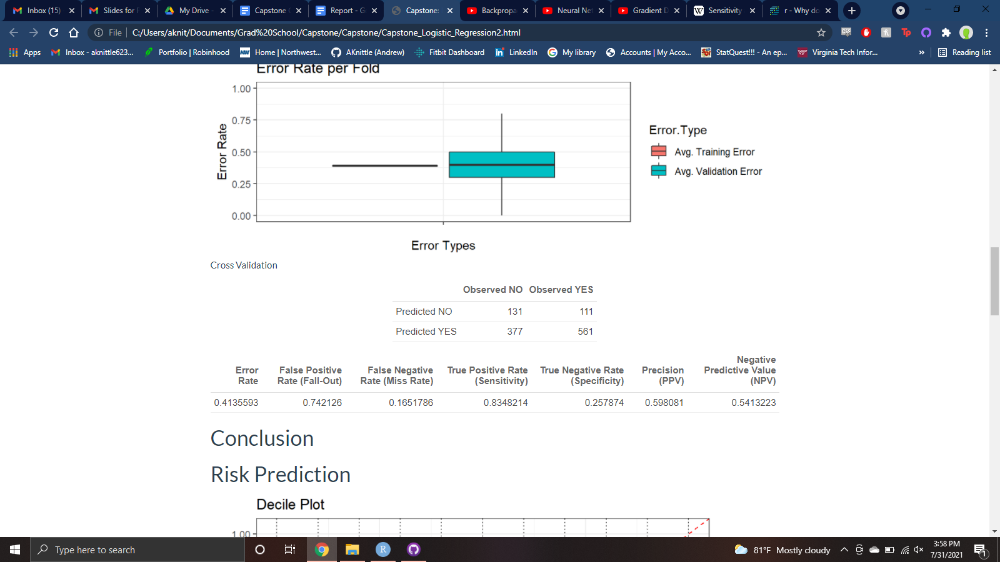 Inbox (15)
Slides for
My Drive -
Capstone
Report - G
Capstone:
Backpropa
Neural Net
Gradient D
Sensitivity
r - Why do
File
C:/Users/aknit/Documents/Grad%20School/Capstone/Capstone/Capstone_Logistic_Regression2.html
Apps
Inbox - aknittle623...
Portfolio | Robinhood
Home | Northwest...
AKnittle (Andrew)
Fitbit Dashboard
LinkedIn
My library
Accounts | My Acco...
StatQuest!!! - An ep...
Virginia Tech Infor...
»
Reading list
Error Rate per Fold
1.00
0.75
0.50
0.25
0.00
Error Rate
Error Types
Error.Type
Avg. Training Error
Avg. Validation Error
Cross Validation
Observed NO Observed YES
Predicted NO 131 111
Predicted YES 377 561
Error Rate
False Positive Rate (Fall-Out)
False Negative Rate (Miss Rate)
True Positive Rate (Sensitivity)
True Negative Rate (Specificity)
Precision (PPV)
Negative Predictive Value (NPV)
0.4135593 0.742126 0.1651786 0.8348214 0.257874 0.598081 0.5413223
Conclusion
Risk Prediction
Decile Plot
1.00
Type here to search
81°F Mostly cloudy
3:58 PM
7/31/2021
1